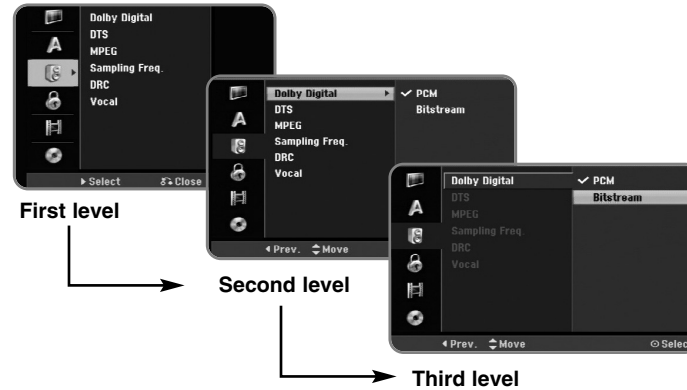 Dolby Digital
DTS
MPEG
Sampling Freq.
DRC
Vocal
Select Close
First level
Dolby Digital PCM
DTS Bitstream
MPEG
Sampling Freq.
DRC
Vocal
Prev. Move
Second level
Dolby Digital PCM
DTS Bitstream
MPEG
Sampling Freq.
DRC
Vocal
Prev. Move Selec
Third level